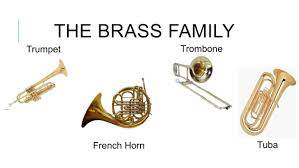 THE BRASS FAMILY
Trumpet
Trombone
French Horn
Tuba